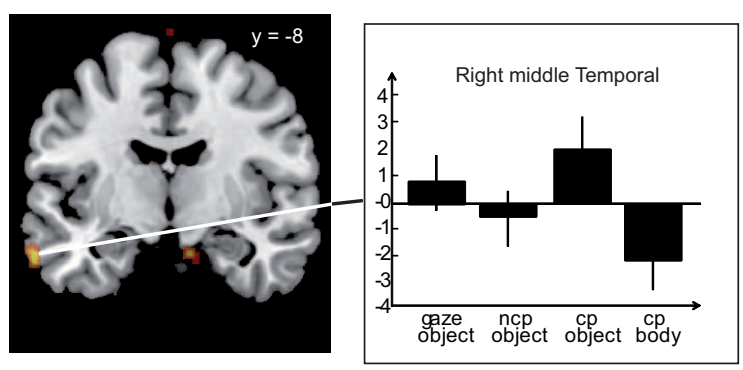 y = -8
Right middle Temporal
4
3
2
1
-0
-1
-2
-3
-4
gaze object
ncp object
cp object
cp body